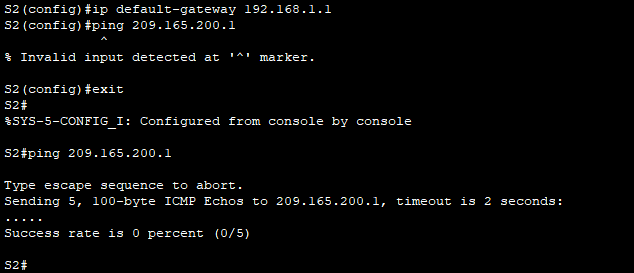 S2(config)#ip default-gateway 192.168.1.1
S2(config)#ping 209.165.200.1
^
% Invalid input detected at '^' marker.
S2(config)#exit
S2#
%SYS-5-CONFIG_I: Configured from console by console
S2#ping 209.165.200.1
Type escape sequence to abort.
Sending 5, 100-byte ICMP Echos to 209.165.200.1, timeout is 2 seconds:
.....
Success rate is 0 percent (0/5)
S2#